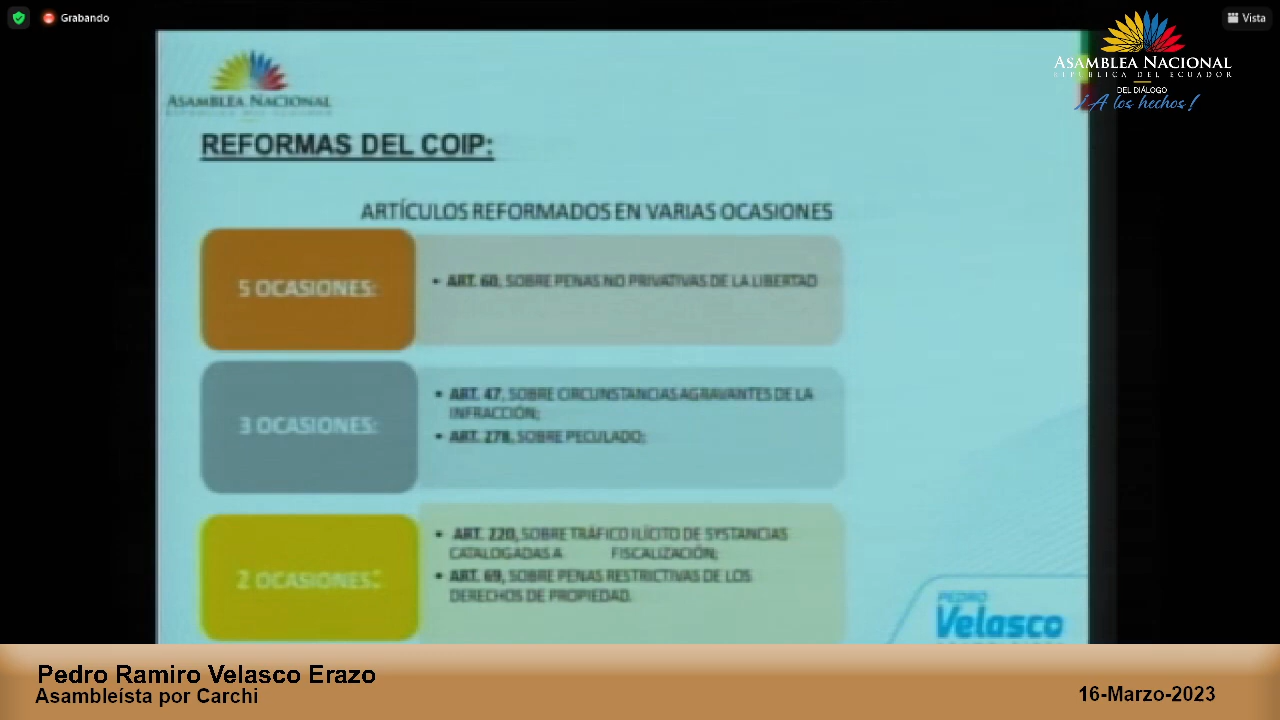 Grabando
Vista
ASAMBLEA NACIONAL
REPÚBLICA DEL ECUADOR
DEL DIÁLOGO
¡A los hechos!
ASAMBLEA NACIONAL
REFORMAS DEL COIP:
ARTÍCULOS REFORMADOS EN VARIAS OCASIONES
5 OCASIONES:
• ART. 60, SOBRE PENAS NO PRIVATIVAS DE LA LIBERTAD
3 OCASIONES:
• ART. 47, SOBRE CIRCUNSTANCIAS AGRAVANTES DE LA
INFRACCIÓN;
• ART. 278, SOBRE PECULADO;
2 OCASIONES:
• ART. 220, SOBRE TRÁFICO ILÍCITO DE SYSTANCIAS
CATALOGADAS A FISCALIZACIÓN;
• ART. 69, SOBRE PENAS RESTRICTIVAS DE LOS
DERECHOS DE PROPIEDAD.
PEDRO
Velasco
Pedro Ramiro Velasco Erazo
Asambleísta por Carchi
16-Marzo-2023